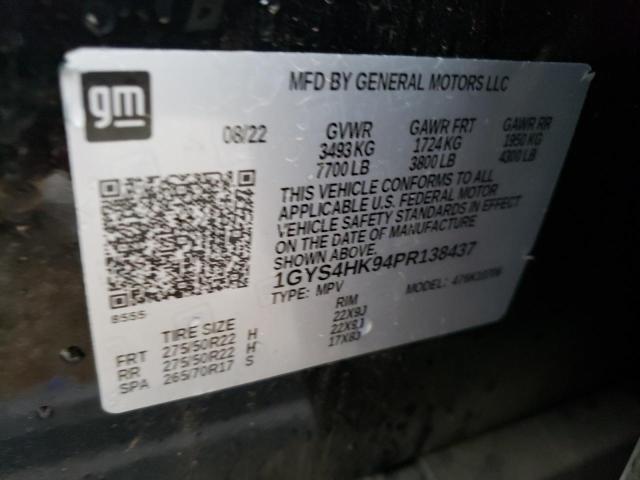 gm
MFD BY GENERAL MOTORS LLC
08/22 GVWR GAWR FRT GAWR RR
3493 KG 1724 KG 1950 KG
7700 LB 3800 LB 4300 LB
THIS VEHICLE CONFORMS TO ALL
APPLICABLE U.S. FEDERAL MOTOR
VEHICLE SAFETY STANDARDS IN EFFECT
ON THE DATE OF MANUFACTURE
SHOWN ABOVE.
1GYS4HK94PR138437
TYPE: MPV MODEL:
8555
TIRE SIZE RIM
FRT 275/50R22 H 22X9J
RR 275/50R22 H 22X9J
SPA 265/70R17 S 17X8J